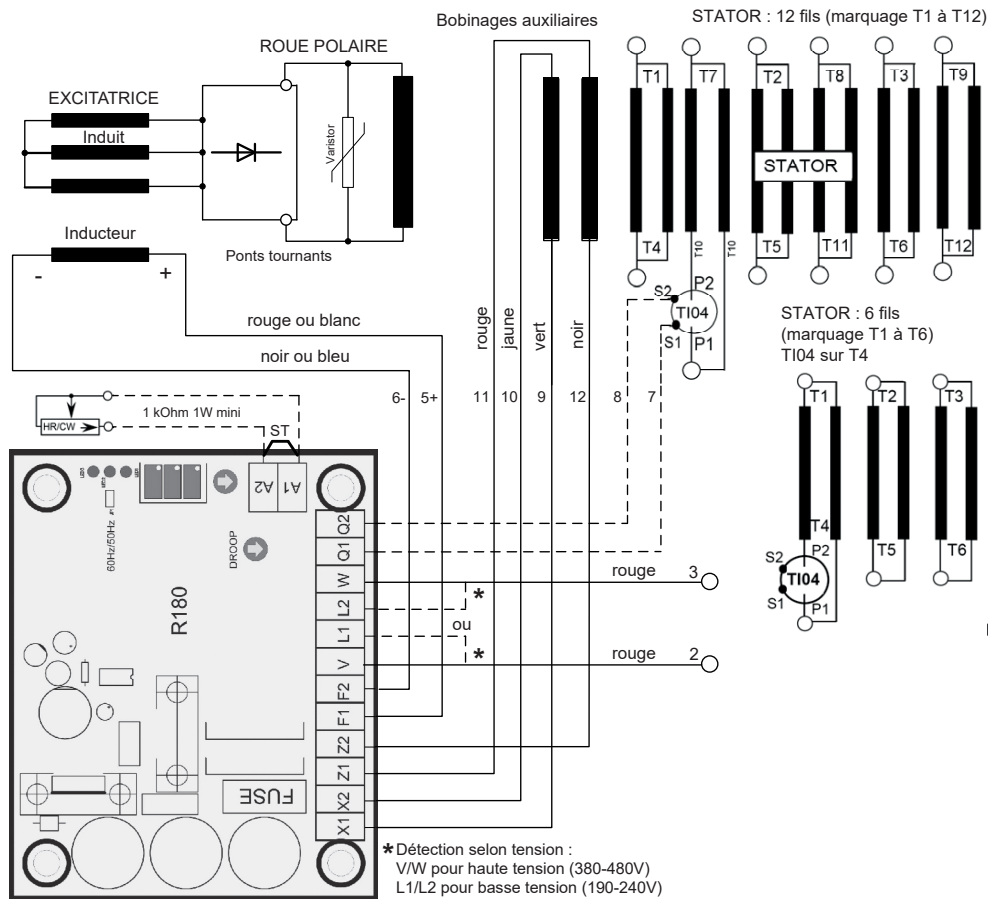 Bobinages auxiliaires
STATOR : 12 fils (marquage T1 à T12)
ROUE POLAIRE
EXCITATRICE
Induit
Varistor
Ponts tournants
Inducteur
-
+
T1
T7
T2
T8
T3
T9
STATOR
T4
T10
T10
T5
T11
T6
T12
S2
P2
TI04
S1
P1
rouge ou blanc
noir ou bleu
rouge
jaune
vert
noir
6-
5+
11
10
9
12
8
7
STATOR : 6 fils
(marquage T1 à T6)
TI04 sur T4
T1
T2
T3
T4
T5
T6
S2
P2
TI04
S1
P1
1 kOhm 1W mini
HR/CW
ST
A2
A1
60Hz/50Hz
DROOP
R180
FUSE
Q2
Q1
W
L2
L1
V
F2
F1
Z2
Z1
X2
X1
rouge
3
*
ou
*
rouge
2
*Détection selon tension :
V/W pour haute tension (380-480V)
L1/L2 pour basse tension (190-240V)